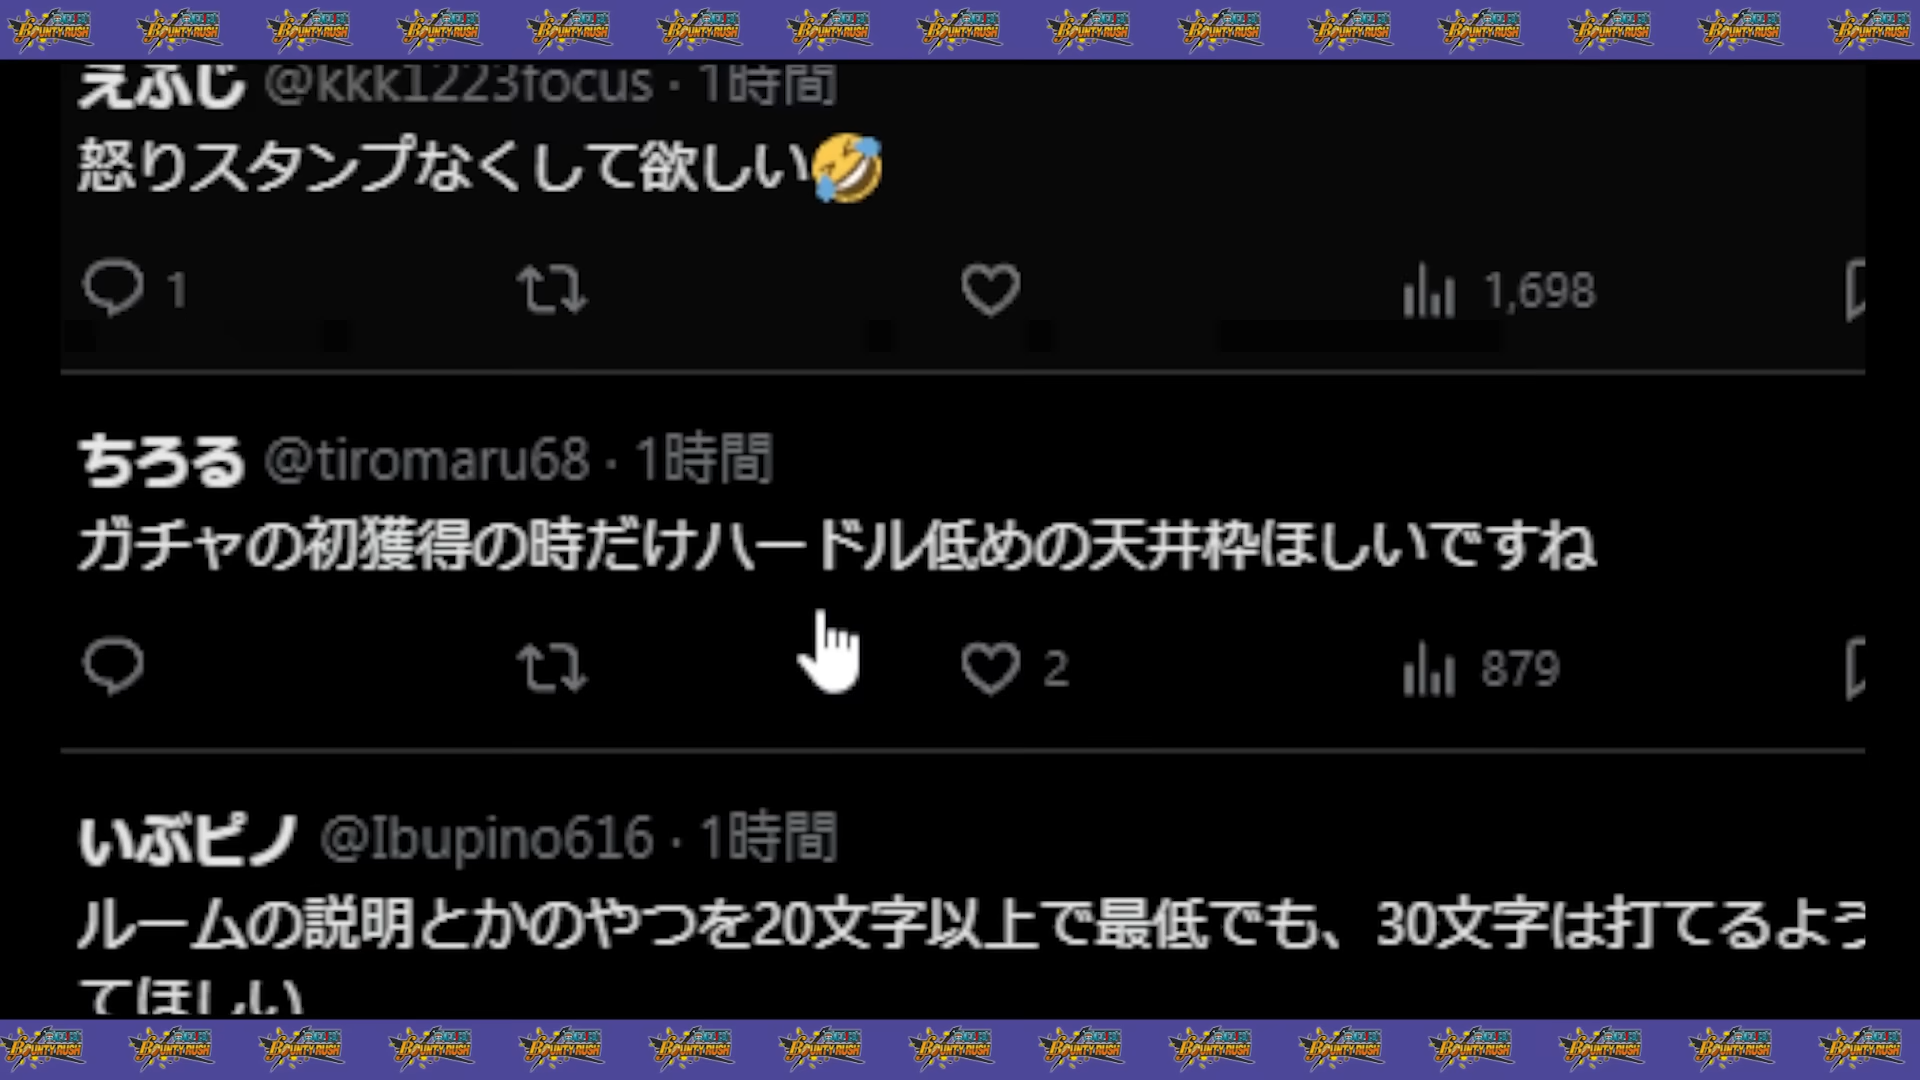 えふじ @kkk1223focus · 1時間
怒りスタンプなくして欲しい🤣
1 1,698
ちろる @tiromaru68 · 1時間
ガチャの初獲得の時だけハードル低めの天井枠ほしいですね
2 879
いぶピノ @Ibupino616 · 1時間
ルームの説明とかのやつを20文字以上で最低でも、30文字は打てるよう
てほしい